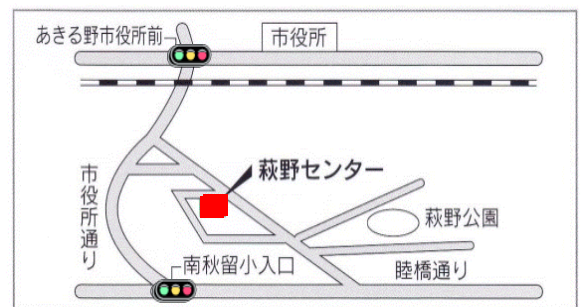 あきる野市役所前
市役所
萩野センター
市役所通り
萩野公園
南秋留小入口
睦橋通り